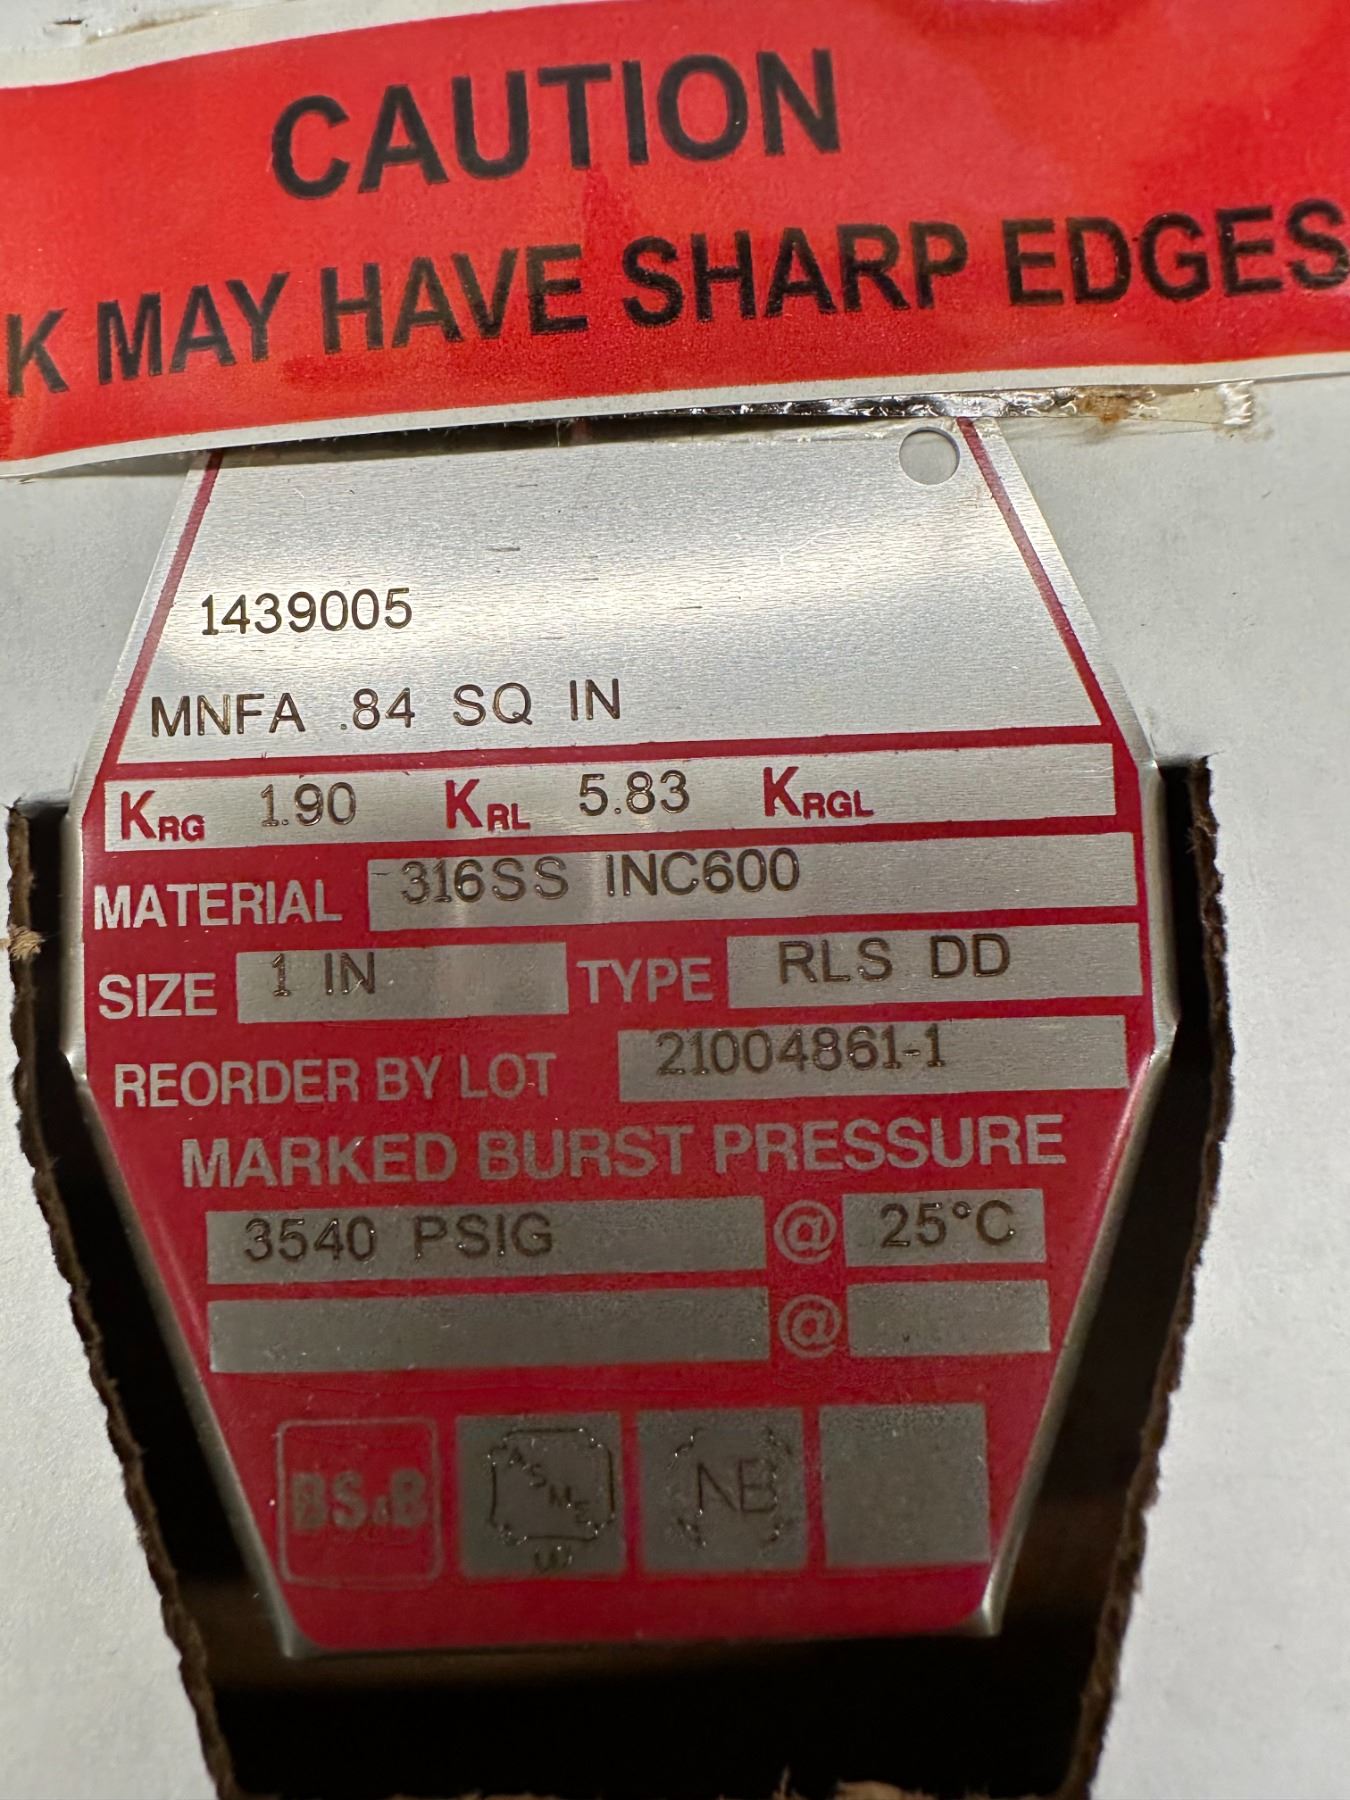 CAUTION
K MAY HAVE SHARP EDGES
1439005
MNFA .84 SQ IN
KRG 1.90 KRL 5.83 KRGL
MATERIAL 316SS INC600
SIZE 1 IN TYPE RLS DD
REORDER BY LOT 21004861-1
MARKED BURST PRESSURE
3540 PSIG @ 25°C
@
BS&B ASME UD NB